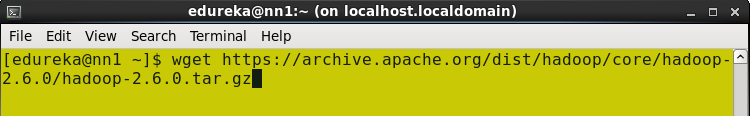 edureka@nn1:~ (on localhost.localdomain)
File Edit View Search Terminal Help
[edureka@nn1 ~]$ wget https://archive.apache.org/dist/hadoop/core/hadoop-
2.6.0/hadoop-2.6.0.tar.gz